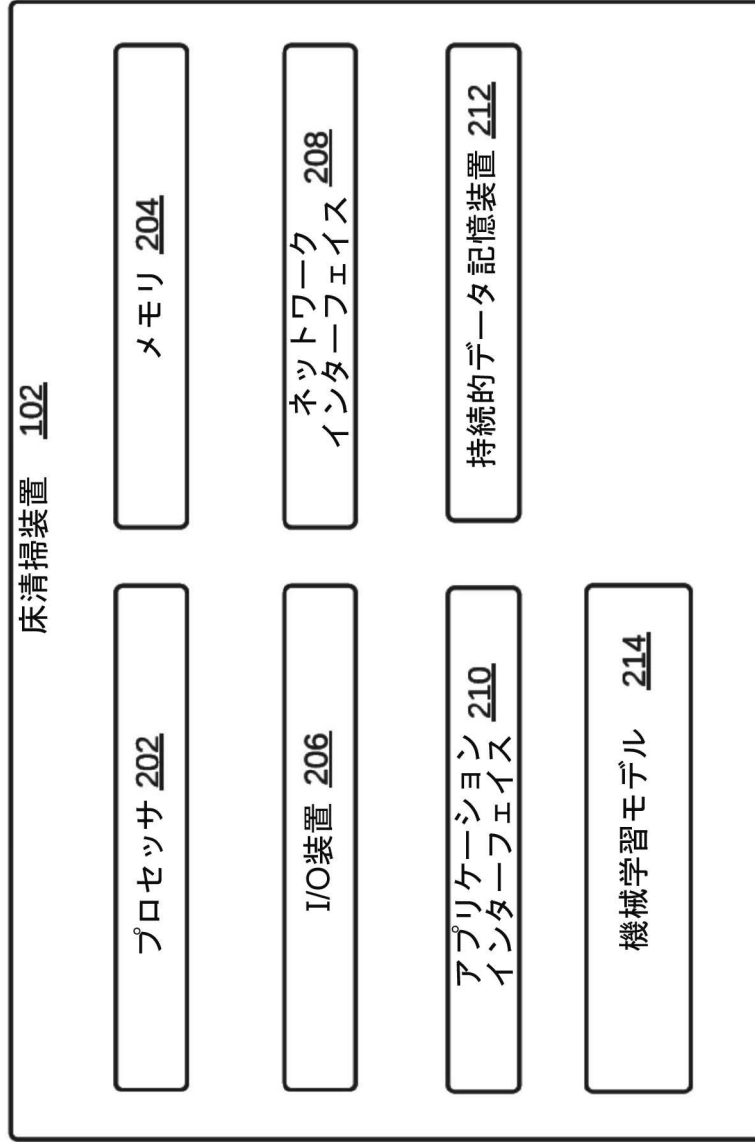 床清掃装置 102
プロセッサ 202
メモリ 204
I/O装置 206
ネットワーク
インターフェイス 208
アプリケーション
インターフェイス 210
持続的データ記憶装置 212
機械学習モデル 214